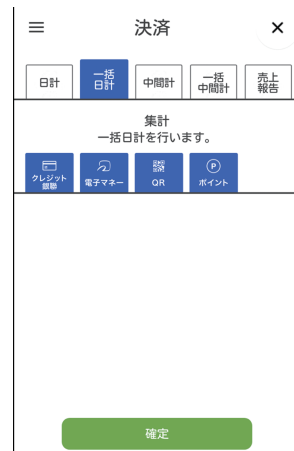 決済
日計
一括
日計
中間計
一括
中間計
売上
報告
集計
一括日計を行います。
クレジット
銀聯
電子マネー
QR
P
ポイント
確定